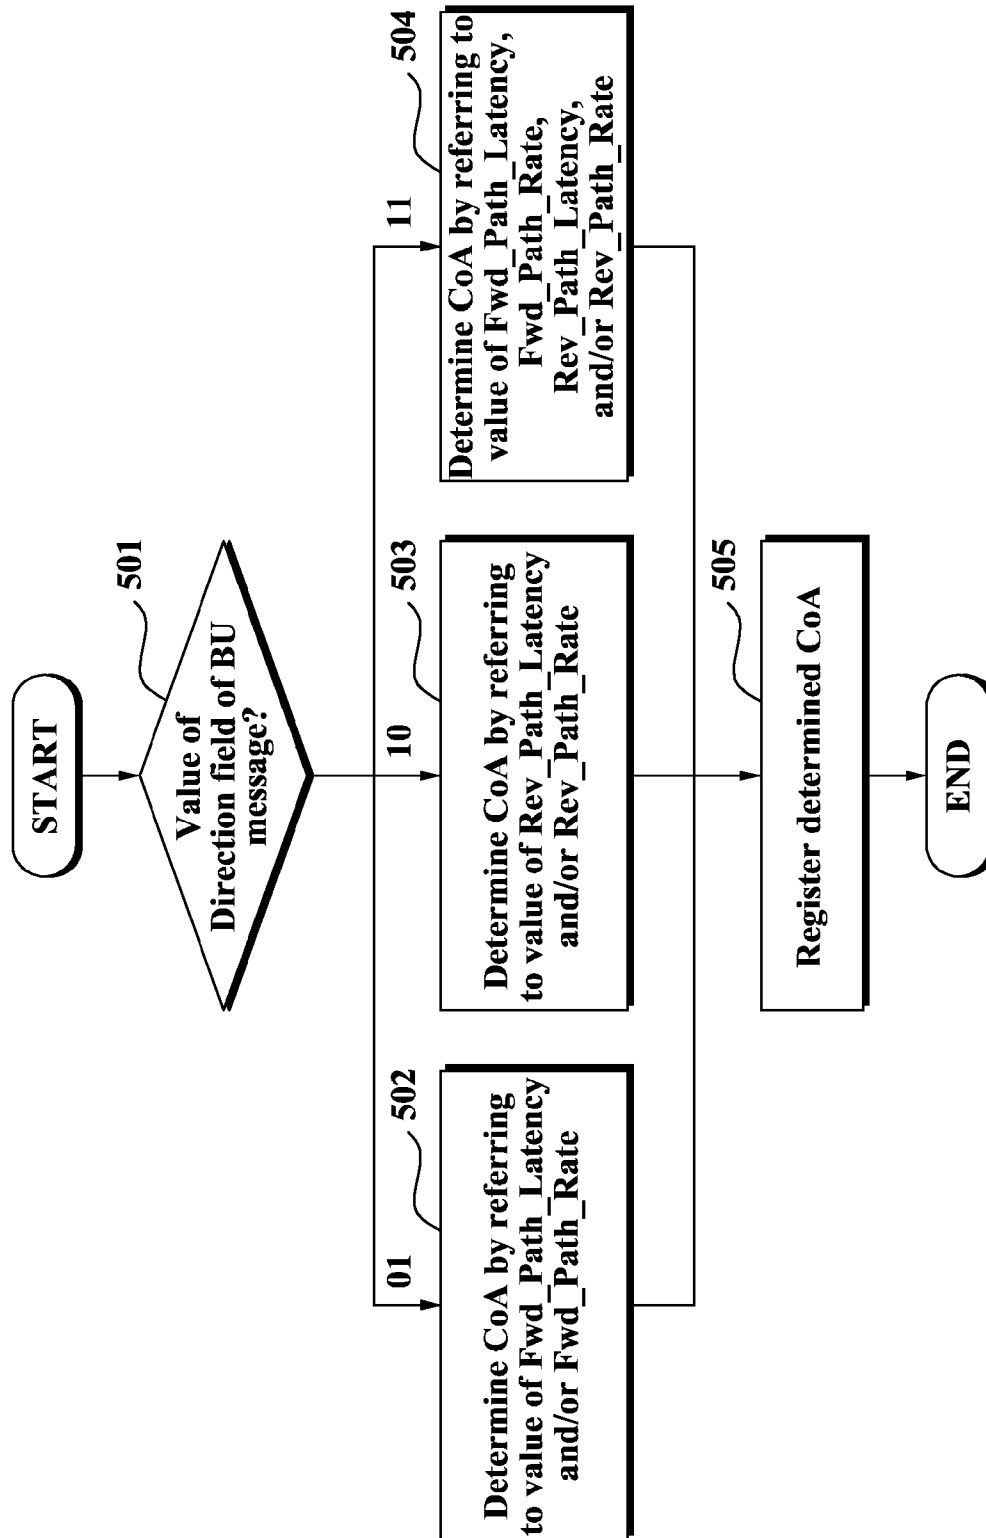 START
501
Value of
Direction field of BU
message?
01
502
Determine CoA by referring
to value of Fwd_Path_Latency
and/or Fwd_Path_Rate
10
503
Determine CoA by referring
to value of Rev_Path_Latency
and/or Rev_Path_Rate
11
504
Determine CoA by referring to
value of Fwd_Path_Latency,
Fwd_Path_Rate,
Rev_Path_Latency,
and/or Rev_Path_Rate
505
Register determined CoA
END